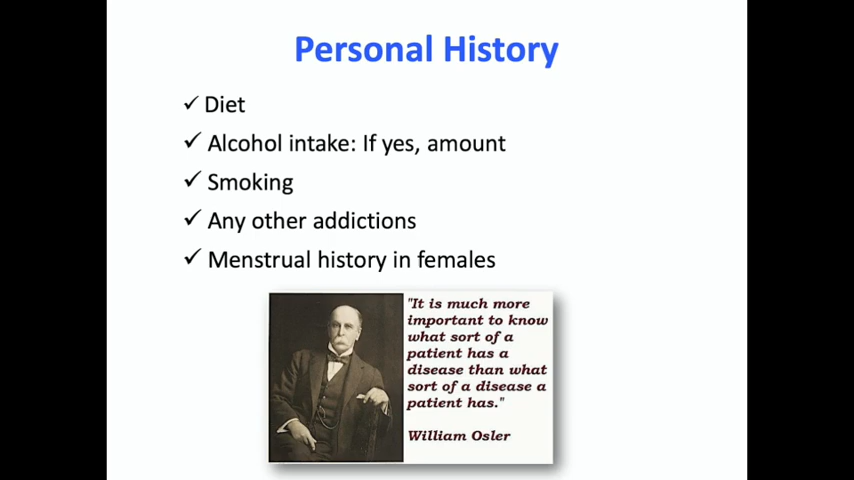 Personal History
✓ Diet
✓ Alcohol intake: If yes, amount
✓ Smoking
✓ Any other addictions
✓ Menstrual history in females
"It is much more
important to know
what sort of a
patient has a
disease than what
sort of a disease a
patient has."
William Osler